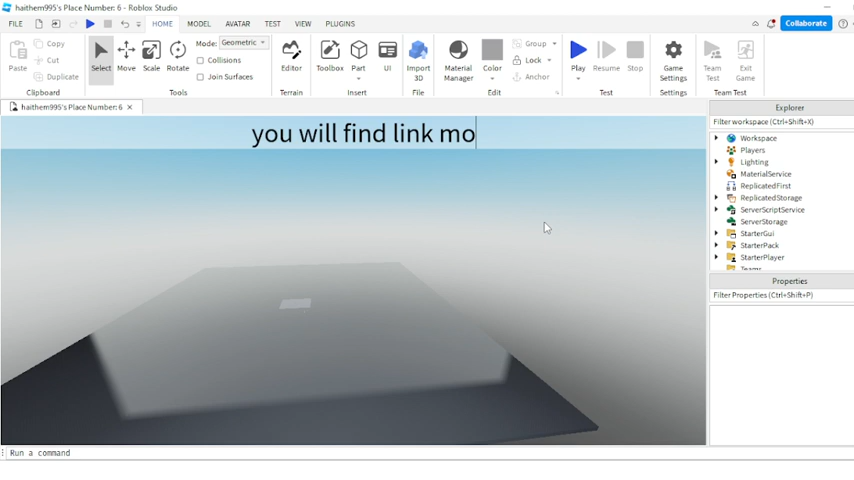 haithem995's Place Number: 6 - Roblox Studio
FILE HOME MODEL AVATAR TEST VIEW PLUGINS Collaborate
Paste Copy Cut Duplicate
Clipboard
Select Move Scale Rotate
Mode: Geometric
Collisions
Join Surfaces
Tools
Editor
Terrain
Toolbox Part UI
Insert
Import 3D
File
Material Manager Color
Group
Lock
Anchor
Edit
Play Resume Stop
Test
Game Settings
Settings
Team Test Exit Game
Team Test
haithem995's Place Number: 6
you will find link mo
Explorer
Filter workspace (Ctrl+Shift+X)
Workspace
Players
Lighting
MaterialService
ReplicatedFirst
ReplicatedStorage
ServerScriptService
ServerStorage
StarterGui
StarterPack
StarterPlayer
Teams
Properties
Filter Properties (Ctrl+Shift+P)
Run a command